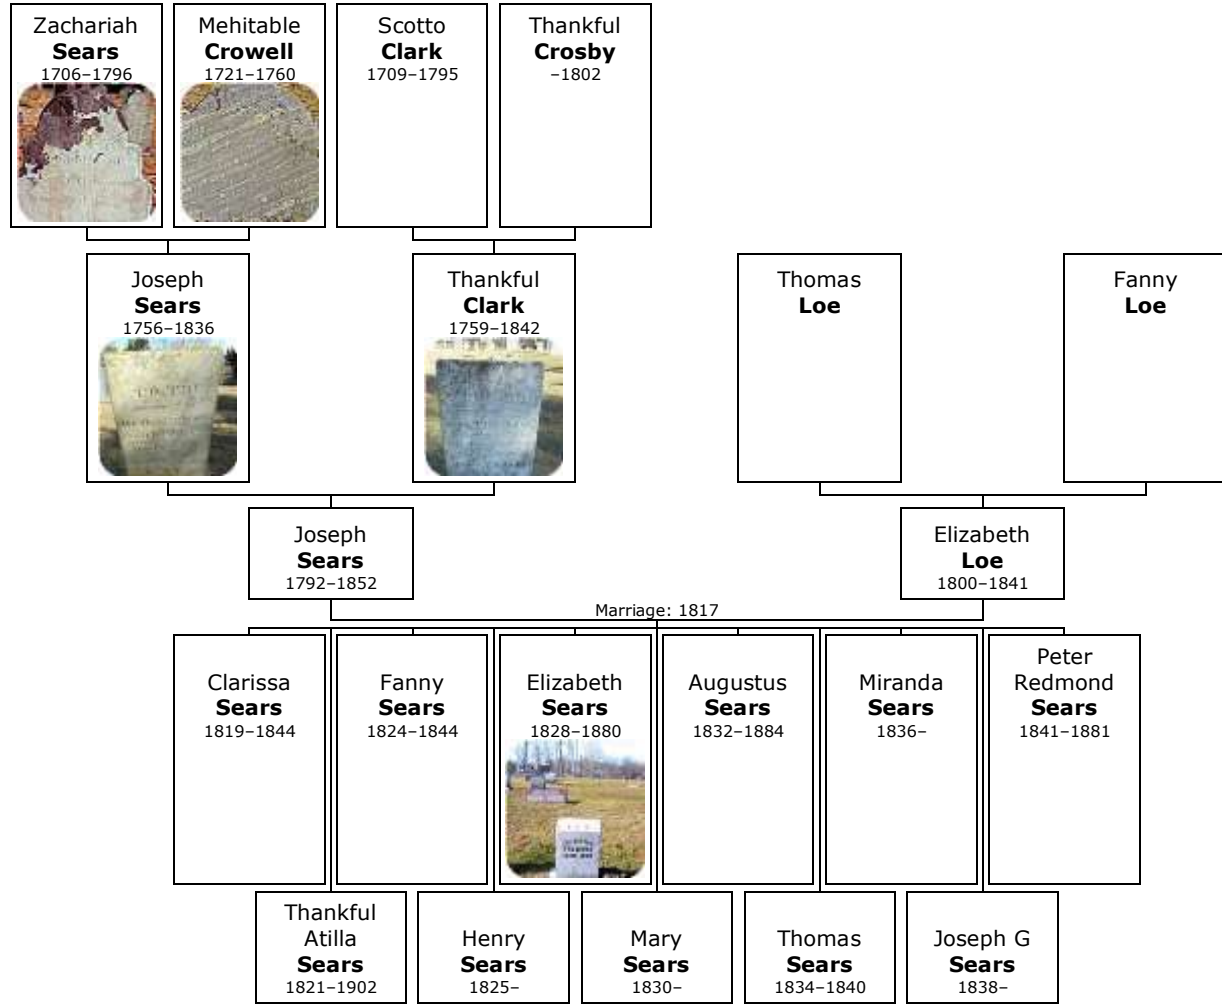 Zachariah
Sears
1706–1796
Mehitable
Crowell
1721–1760
Scotto
Clark
1709–1795
Thankful
Crosby
–1802
Joseph
Sears
1756–1836
Thankful
Clark
1759–1842
Thomas
Loe
Fanny
Loe
Joseph
Sears
1792–1852
Elizabeth
Loe
1800–1841
Marriage: 1817
Clarissa
Sears
1819–1844
Fanny
Sears
1824–1844
Elizabeth
Sears
1828–1880
Augustus
Sears
1832–1884
Miranda
Sears
1836–
Peter
Redmond
Sears
1841–1881
Thankful
Atilla
Sears
1821–1902
Henry
Sears
1825–
Mary
Sears
1830–
Thomas
Sears
1834–1840
Joseph G
Sears
1838–